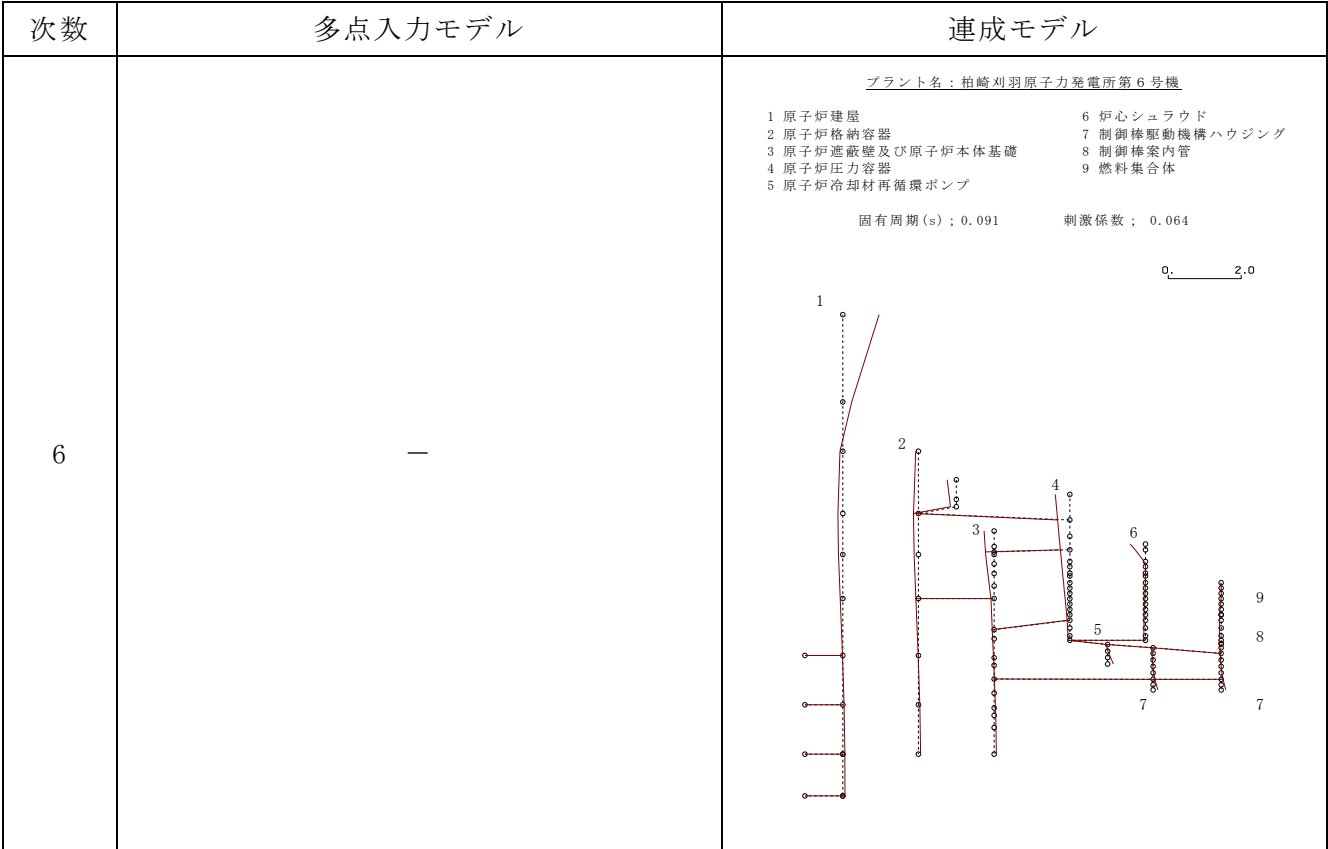 次数
多点入力モデル
連成モデル
6
－
プラント名：柏崎刈羽原子力発電所第6号機
1 原子炉建屋
2 原子炉格納容器
3 原子炉遮蔽壁及び原子炉本体基礎
4 原子炉圧力容器
5 原子炉冷却材再循環ポンプ
6 炉心シュラウド
7 制御棒駆動機構ハウジング
8 制御棒案内管
9 燃料集合体
固有周期(s)；0.091 刺激係数； 0.064
0. 2.0
1
2
4
3
6
9
5
8
7 7